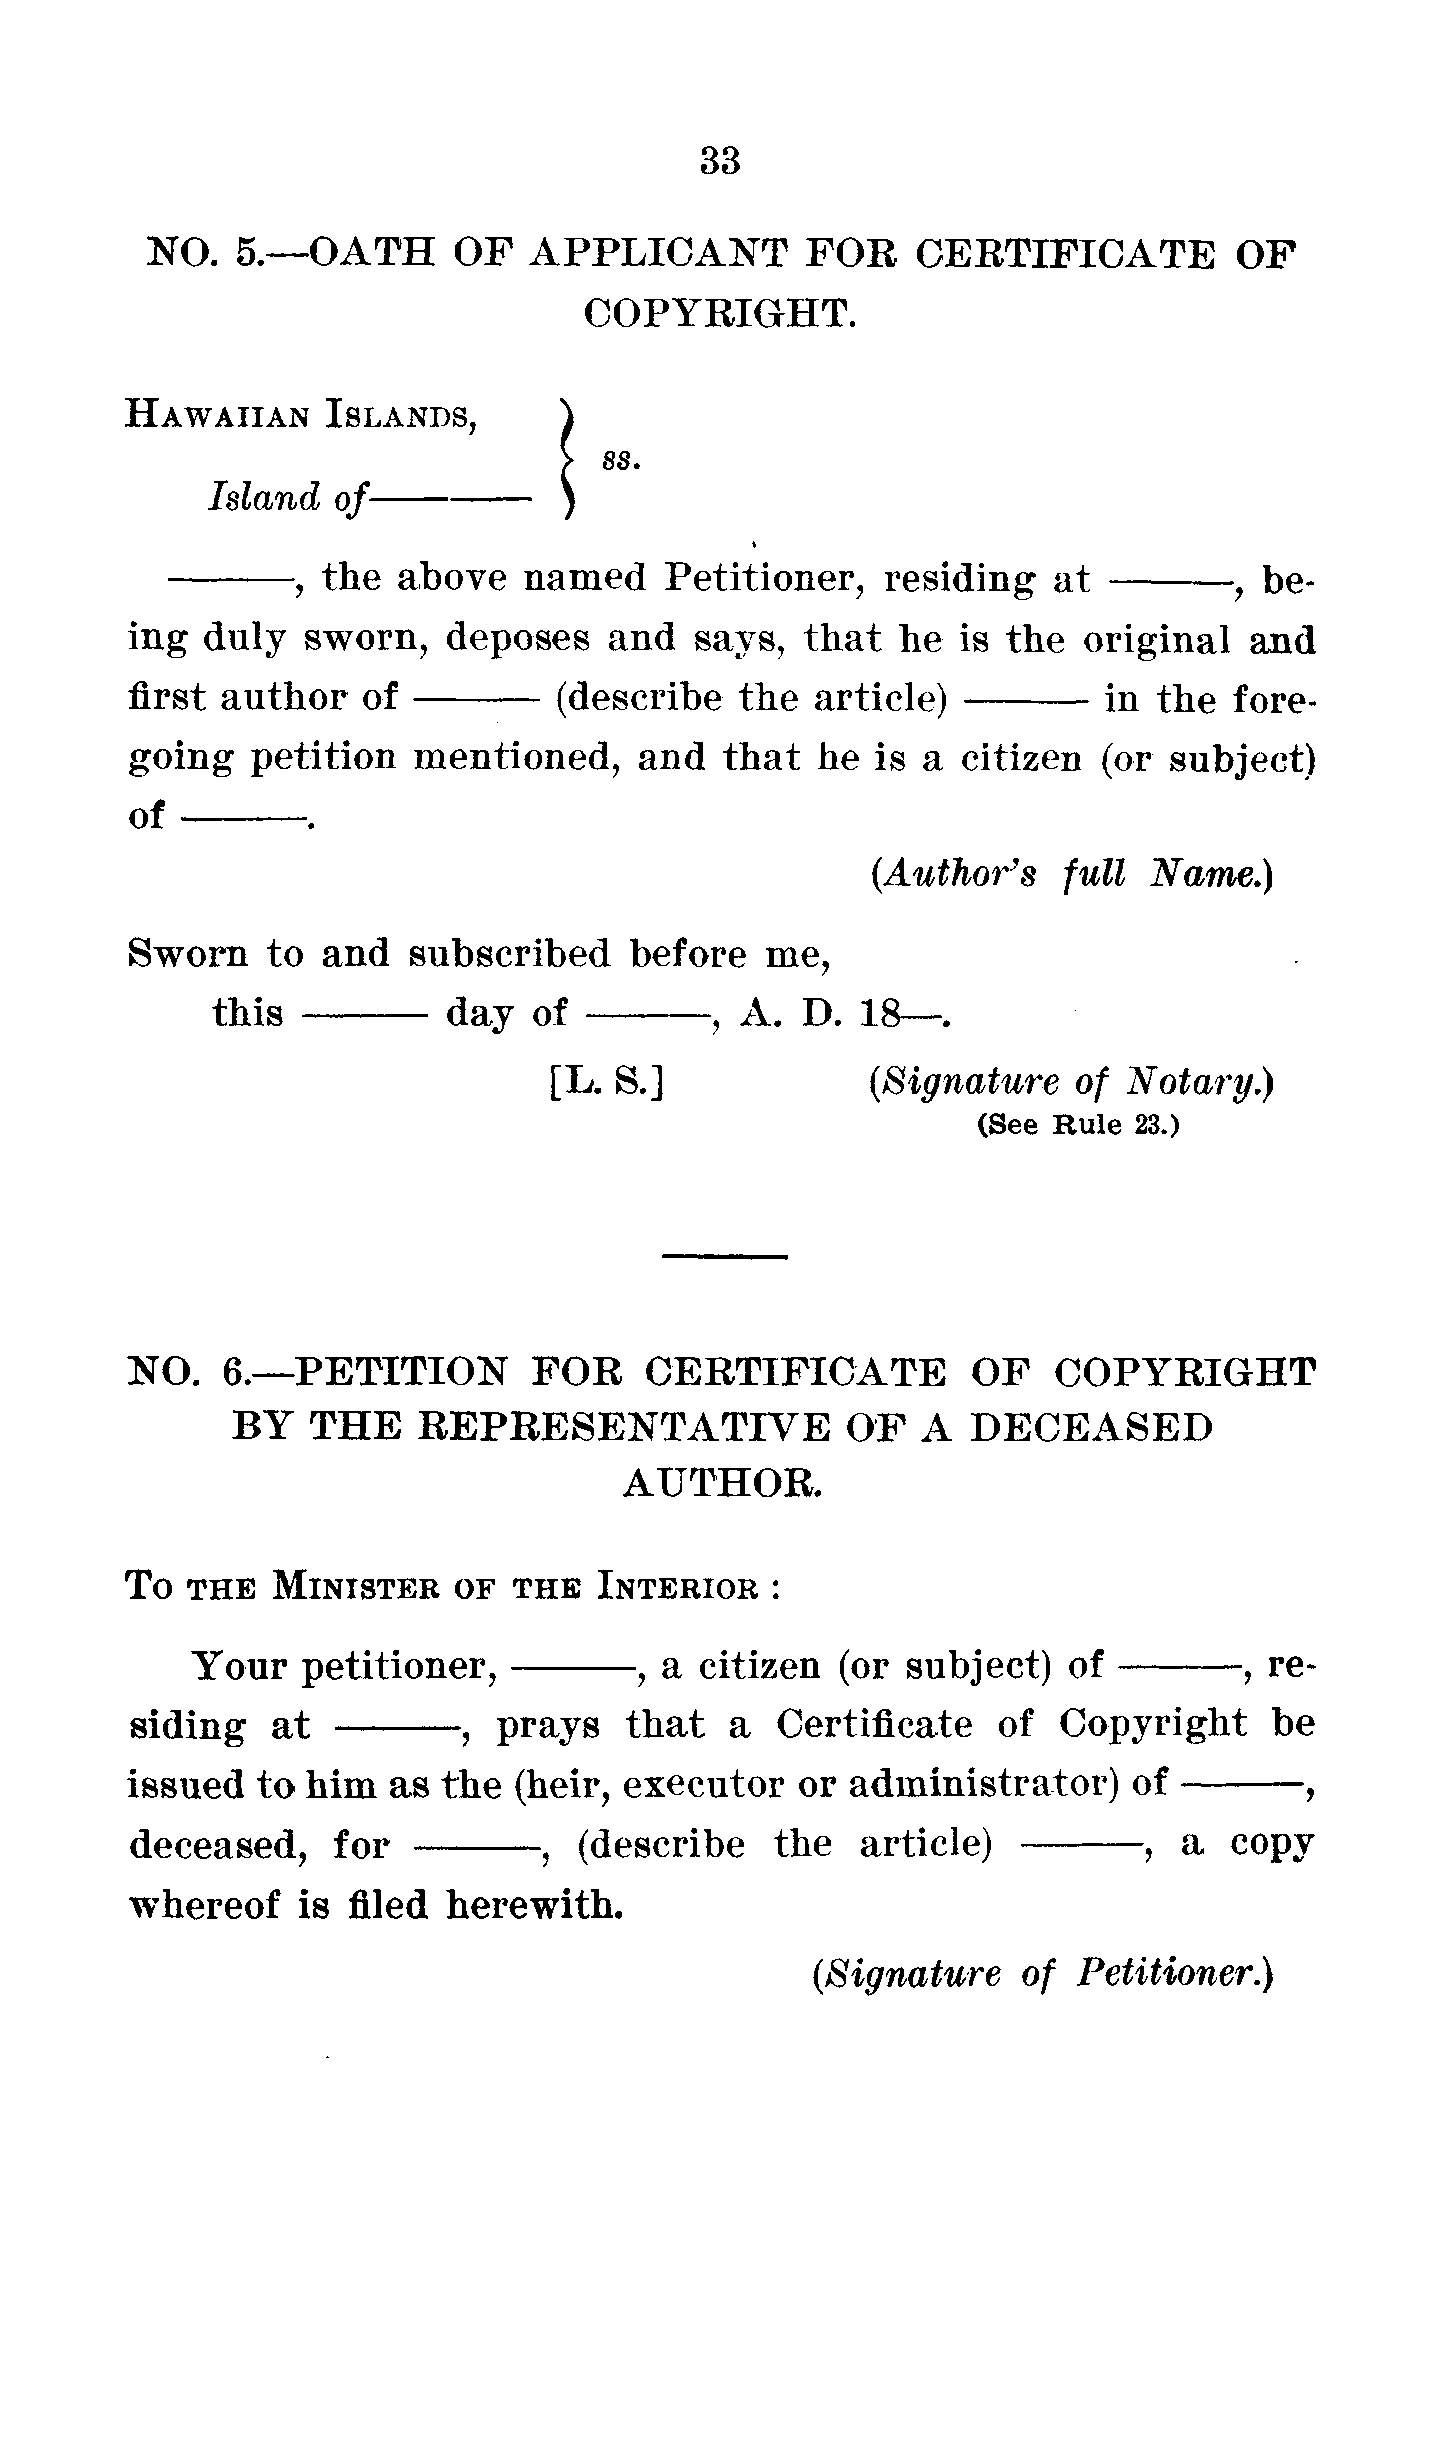 33
NO. 5.—OATH OF APPLICANT FOR CERTIFICATE OF
COPYRIGHT.
HAWAIIAN ISLANDS,
ss.
Island of———
———, the above named Petitioner, residing at ———, be-
ing duly sworn, deposes and says, that he is the original and
first author of ——— (describe the article) ——— in the fore-
going petition mentioned, and that he is a citizen (or subject)
of ———.
(Author's full Name.)
Sworn to and subscribed before me,
this ——— day of ———, A. D. 18—.
[L. S.] (Signature of Notary.)
(See Rule 23.)
NO. 6.—PETITION FOR CERTIFICATE OF COPYRIGHT
BY THE REPRESENTATIVE OF A DECEASED
AUTHOR.
TO THE MINISTER OF THE INTERIOR :
Your petitioner, ———, a citizen (or subject) of ———, re-
siding at ———, prays that a Certificate of Copyright be
issued to him as the (heir, executor or administrator) of ———,
deceased, for ———, (describe the article) ———, a copy
whereof is filed herewith.
(Signature of Petitioner.)